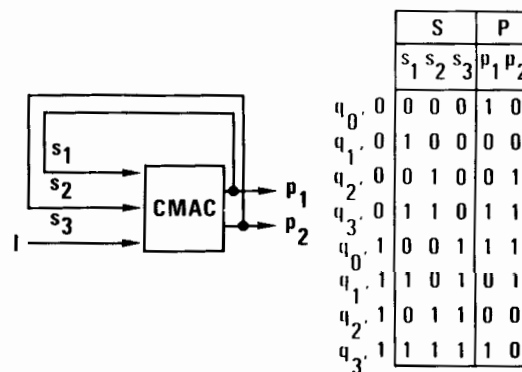 S P
s1 s2 s3 p1 p2
q0, 0 0 0 0 1 0
q1, 0 1 0 0 0 0
q2, 0 0 1 0 0 1
q3, 0 1 1 0 1 1
q0, 1 0 0 1 1 1
q1, 1 1 0 1 0 1
q2, 1 0 1 1 0 0
q3, 1 1 1 1 1 0
s1
s2
s3
I
CMAC
p1
p2